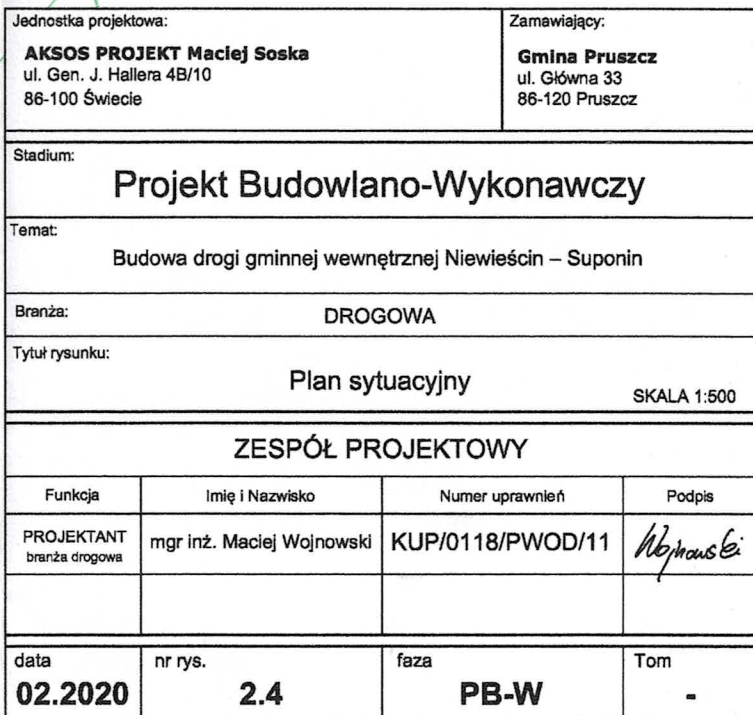 Jednostka projektowa:
AKSOS PROJEKT Maciej Soska
ul. Gen. J. Hallera 4B/10
86-100 Świecie
Zamawiający:
Gmina Pruszcz
ul. Główna 33
86-120 Pruszcz
Stadium:
Projekt Budowlano-Wykonawczy
Temat:
Budowa drogi gminnej wewnętrznej Niewieścin – Suponin
Branża:
DROGOWA
Tytuł rysunku:
Plan sytuacyjny
SKALA 1:500
ZESPÓŁ PROJEKTOWY
Funkcja Imię i Nazwisko Numer uprawnień Podpis
PROJEKTANT
branża drogowa
mgr inż. Maciej Wojnowski
KUP/0118/PWOD/11
Wojnowski
data nr rys. faza Tom
02.2020 2.4 PB-W -